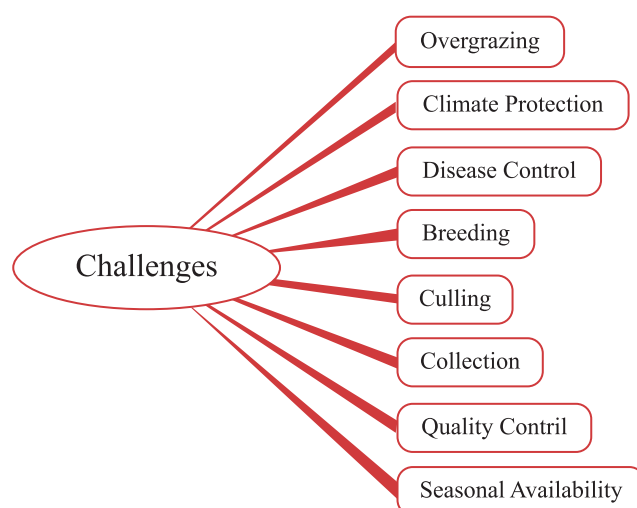 Overgrazing
Climate Protection
Disease Control
Breeding
Challenges
Culling
Collection
Quality Contril
Seasonal Availability